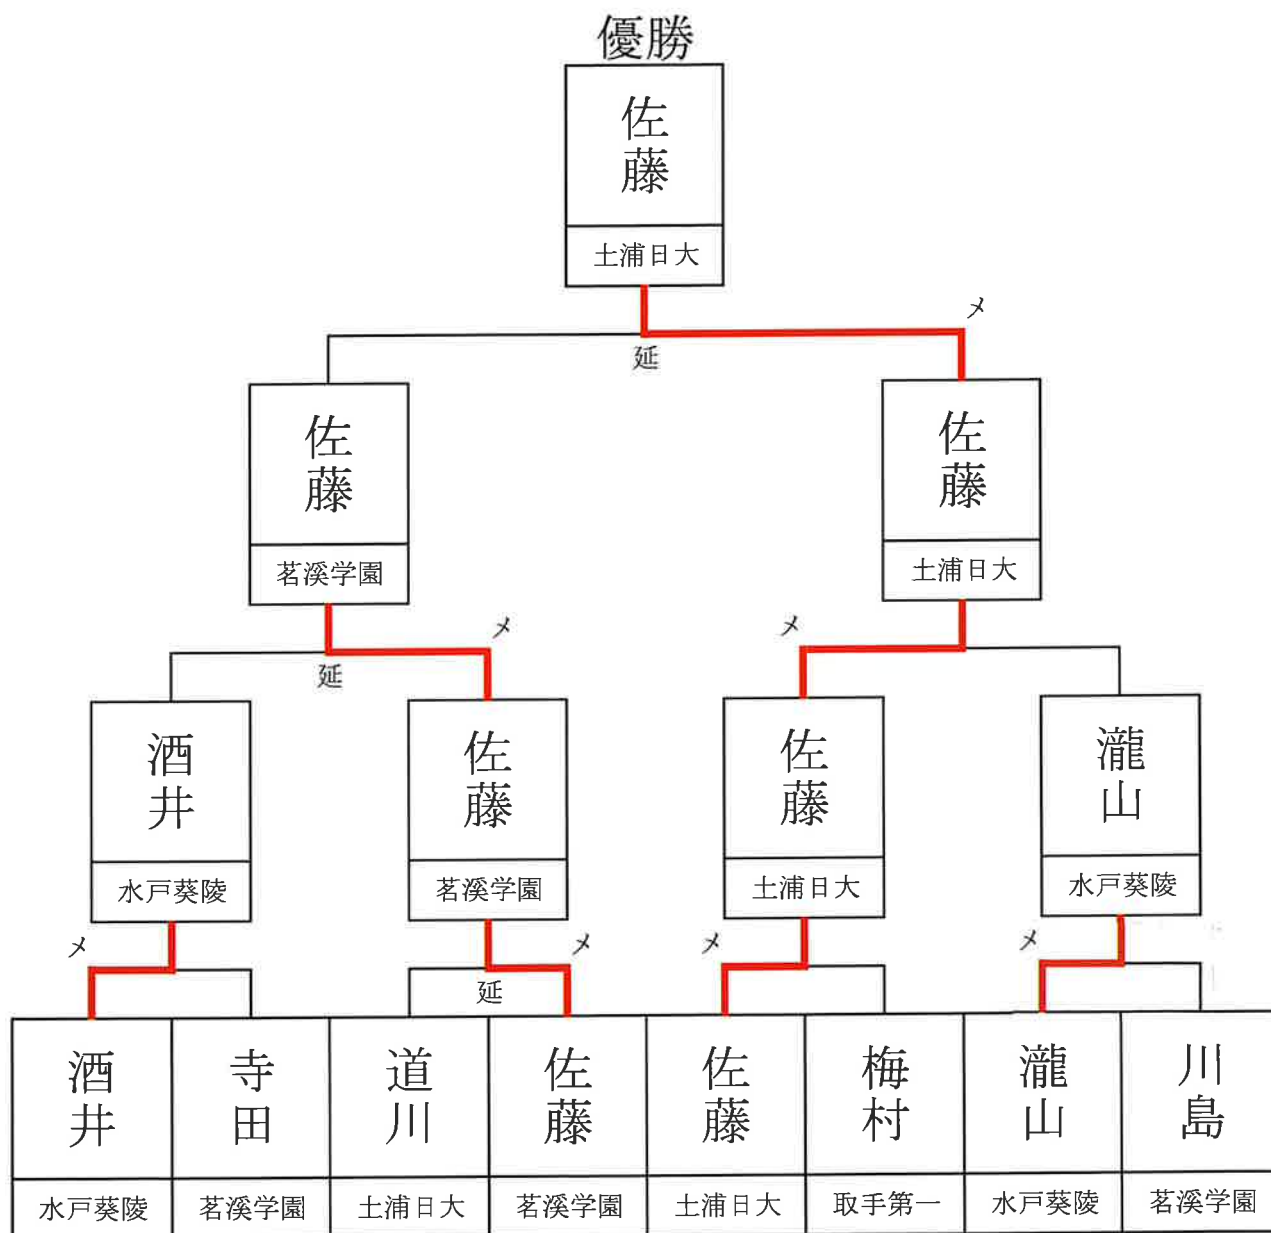 優勝
佐藤
土浦日大
メ
延
佐藤
佐藤
茗溪学園
土浦日大
メ
メ
延
酒井
佐藤
佐藤
瀧山
水戸葵陵
茗溪学園
土浦日大
水戸葵陵
メ
メ
メ
メ
延
酒井
寺田
道川
佐藤
佐藤
梅村
瀧山
川島
水戸葵陵
茗溪学園
土浦日大
茗溪学園
土浦日大
取手第一
水戸葵陵
茗溪学園